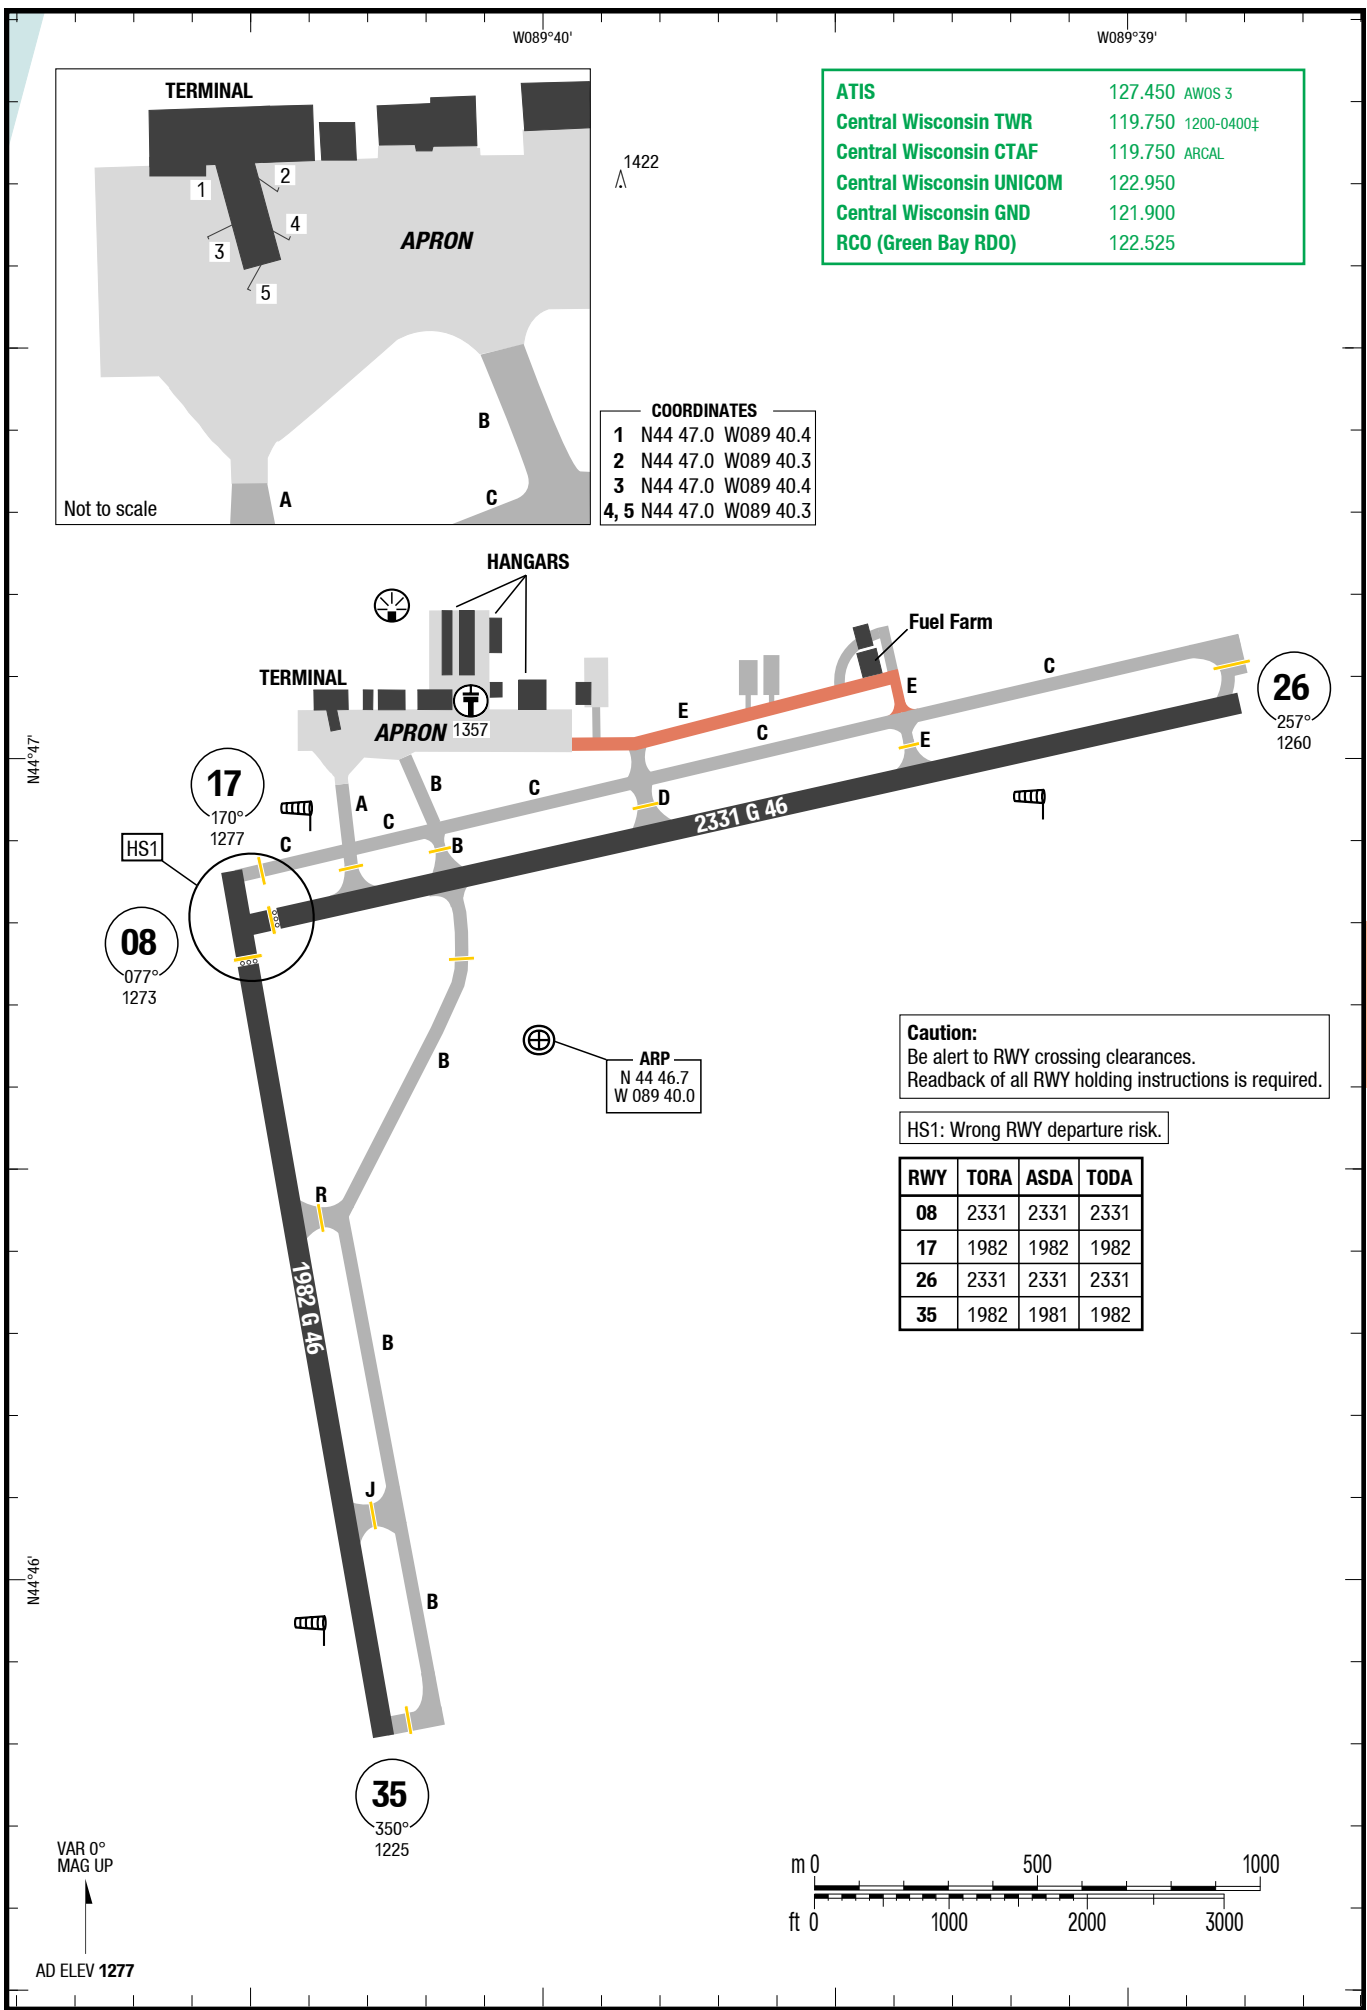 W089°40'
W089°39'
TERMINAL
1
2
3
4
5
APRON
A
B
C
Not to scale
1422
ATIS 127.450 AWOS 3
Central Wisconsin TWR 119.750 1200-0400‡
Central Wisconsin CTAF 119.750 ARCAL
Central Wisconsin UNICOM 122.950
Central Wisconsin GND 121.900
RCO (Green Bay RDO) 122.525
COORDINATES
1 N44 47.0 W089 40.4
2 N44 47.0 W089 40.3
3 N44 47.0 W089 40.4
4, 5 N44 47.0 W089 40.3
HANGARS
Fuel Farm
TERMINAL
APRON
1357
E
E
C
C
E
26
257°
1260
N44°47'
17
170°
1277
A
B
C
C
C
D
B
2331 G 46
HS1
08
077°
1273
B
ARP
N 44 46.7
W 089 40.0
Caution:
Be alert to RWY crossing clearances.
Readback of all RWY holding instructions is required.
HS1: Wrong RWY departure risk.
RWY TORA ASDA TODA
08 2331 2331 2331
17 1982 1982 1982
26 2331 2331 2331
35 1982 1981 1982
R
1982 G 46
B
J
N44°46'
B
35
350°
1225
VAR 0°
MAG UP
AD ELEV 1277
m 0 500 1000
ft 0 1000 2000 3000